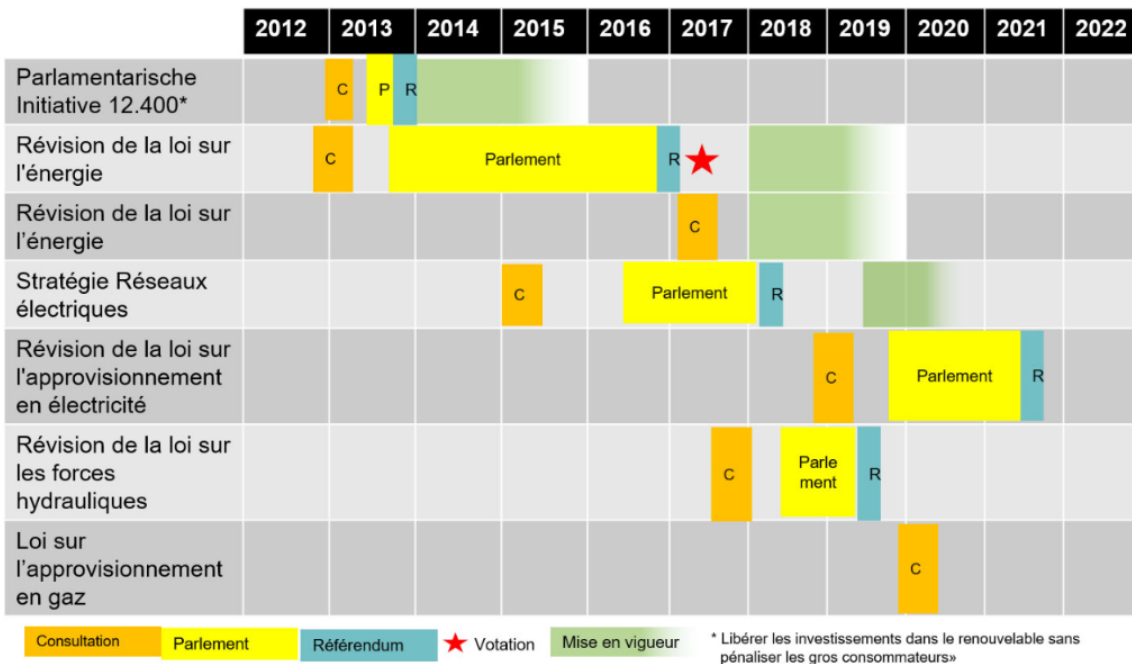 2012 2013 2014 2015 2016 2017 2018 2019 2020 2021 2022
Parlamentarische
Initiative 12.400*
C P R
Révision de la loi sur
l'énergie
C Parlement R
Révision de la loi sur
l’énergie
C
Stratégie Réseaux
électriques
C Parlement R
Révision de la loi sur
l'approvisionnement
en électricité
C Parlement R
Révision de la loi sur
les forces
hydrauliques
C Parle
ment R
Loi sur
l’approvisionnement
en gaz
C
Consultation Parlement Référendum Votation Mise en vigueur
* Libérer les investissements dans le renouvelable sans
pénaliser les gros consommateurs»